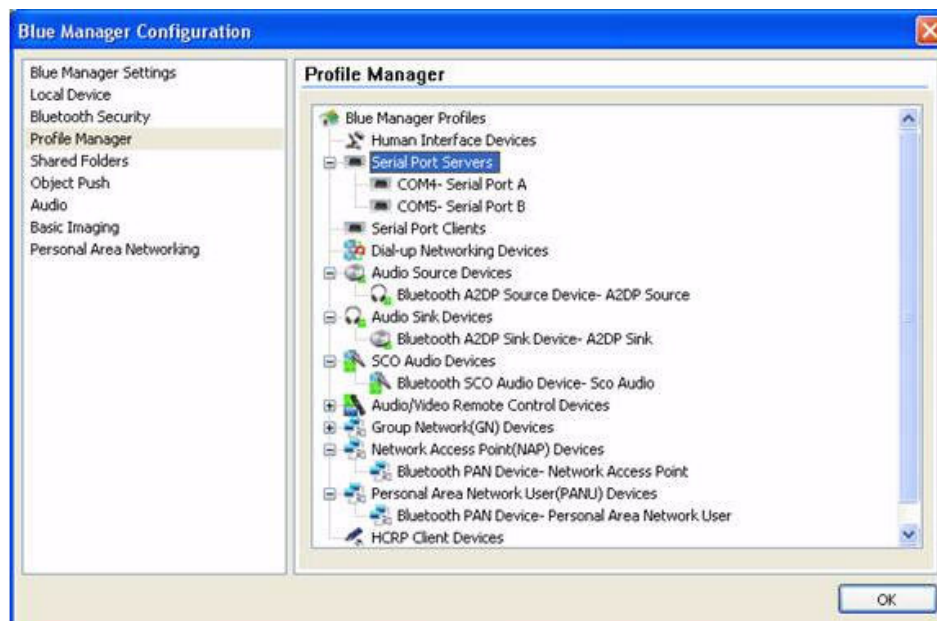 Blue Manager Configuration
Blue Manager Settings
Local Device
Bluetooth Security
Profile Manager
Shared Folders
Object Push
Audio
Basic Imaging
Personal Area Networking
Profile Manager
Blue Manager Profiles
Human Interface Devices
Serial Port Servers
COM4- Serial Port A
COM5- Serial Port B
Serial Port Clients
Dial-up Networking Devices
Audio Source Devices
Bluetooth A2DP Source Device- A2DP Source
Audio Sink Devices
Bluetooth A2DP Sink Device- A2DP Sink
SCO Audio Devices
Bluetooth SCO Audio Device- Sco Audio
Audio/Video Remote Control Devices
Group Network(GN) Devices
Network Access Point(NAP) Devices
Bluetooth PAN Device- Network Access Point
Personal Area Network User(PANU) Devices
Bluetooth PAN Device- Personal Area Network User
HCRP Client Devices
OK